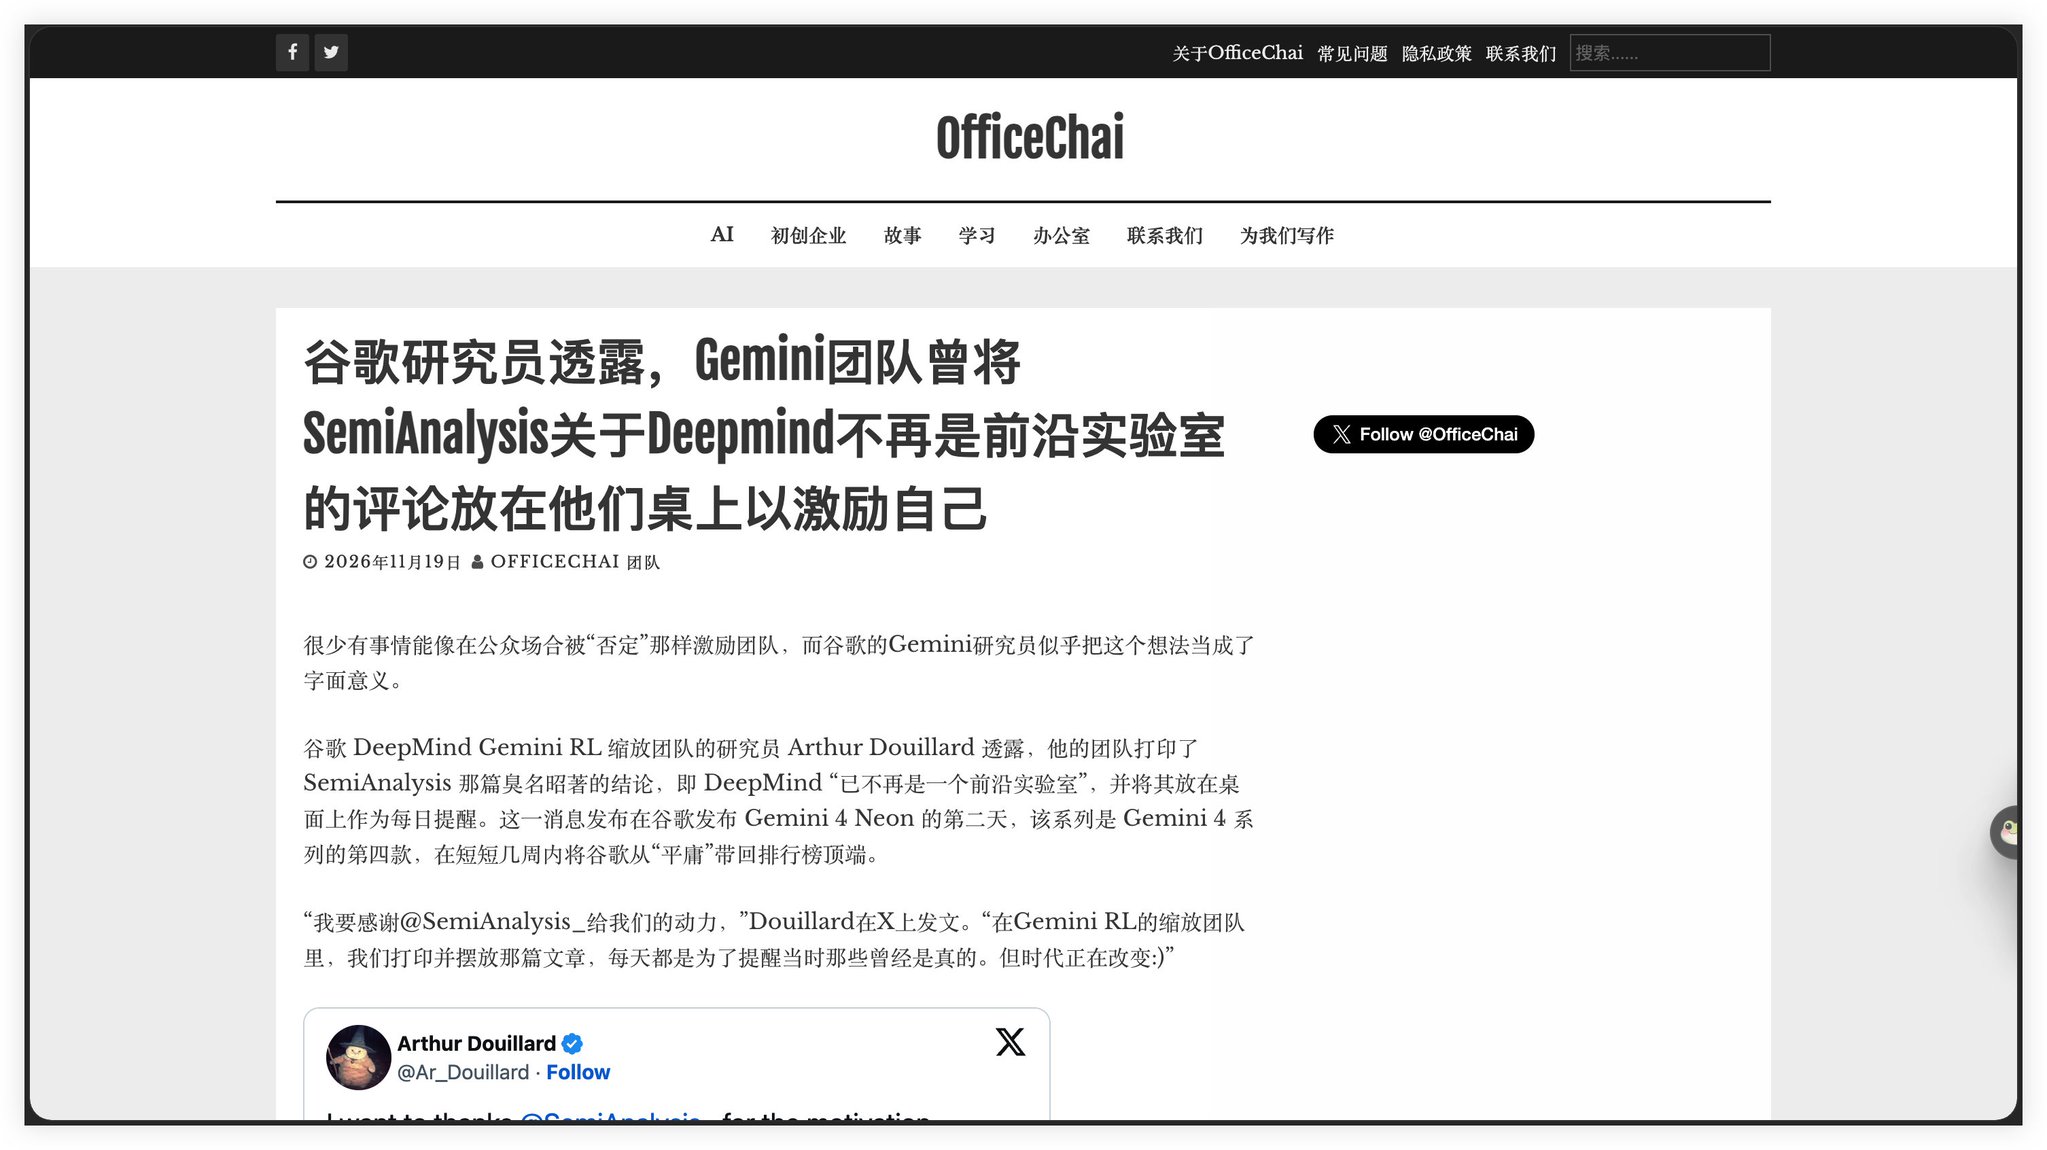 关于OfficeChai 常见问题 隐私政策 联系我们 搜索......
OfficeChai
AI 初创企业 故事 学习 办公室 联系我们 为我们写作
谷歌研究员透露，Gemini团队曾将
SemiAnalysis关于Deepmind不再是前沿实验室
的评论放在他们桌上以激励自己
Follow @OfficeChai
2026年11月19日 OFFICECHAI 团队
很少有事情能像在公众场合被“否定”那样激励团队，而谷歌的Gemini研究员似乎把这个想法当成了
字面意义。
谷歌 DeepMind Gemini RL 缩放团队的研究员 Arthur Douillard 透露，他的团队打印了
SemiAnalysis 那篇臭名昭著的结论，即 DeepMind “已不再是一个前沿实验室”，并将其放在桌
面上作为每日提醒。这一消息发布在谷歌发布 Gemini 4 Neon 的第二天，该系列是 Gemini 4 系
列的第四款，在短短几周内将谷歌从“平庸”带回排行榜顶端。
“我要感谢@SemiAnalysis_给我们的动力，”Douillard在X上发文。“在Gemini RL的缩放团队
里，我们打印并摆放那篇文章，每天都是为了提醒当时那些曾经是真的。但时代正在改变:)”
Arthur Douillard
@Ar_Douillard · Follow
I want to thanks @SemiAnalysis_ for the motivation